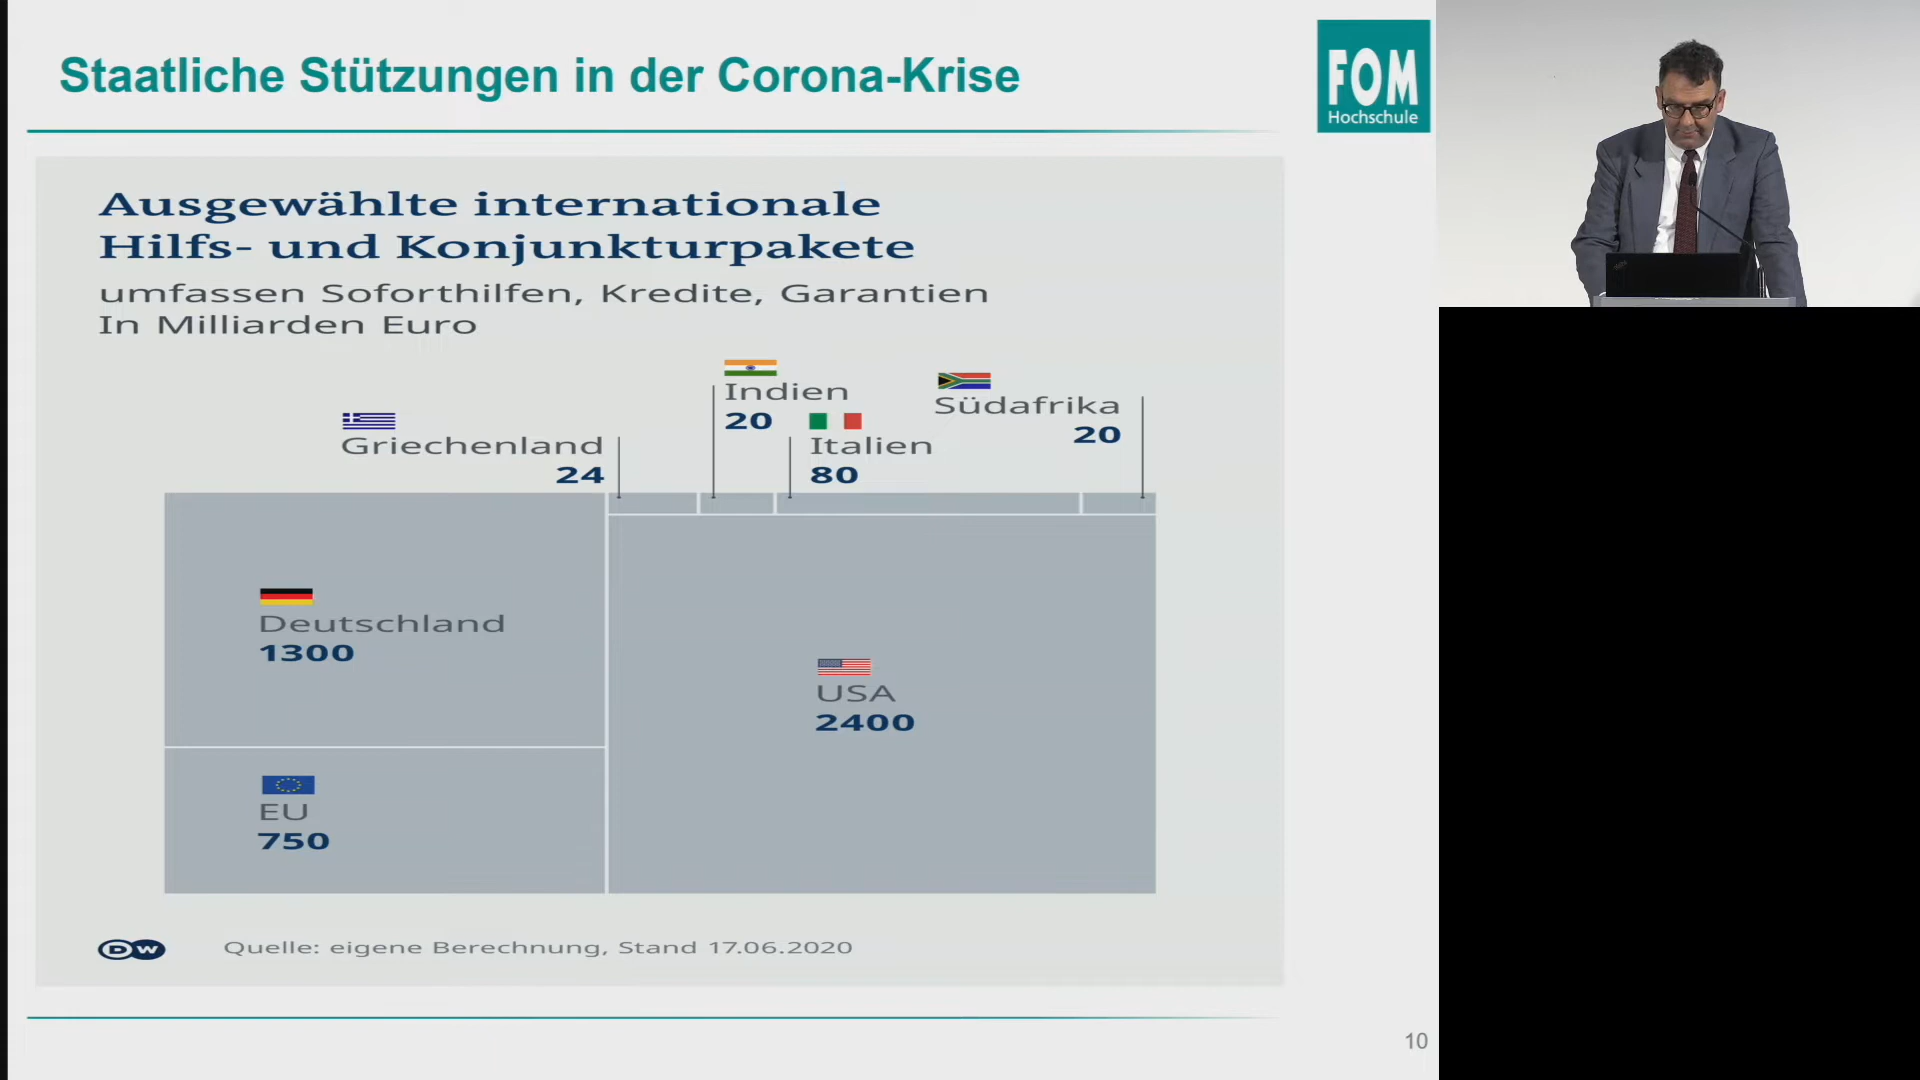 Staatliche Stützungen in der Corona-Krise
FOM
Hochschule
Ausgewählte internationale
Hilfs- und Konjunkturpakete
umfassen Soforthilfen, Kredite, Garantien
In Milliarden Euro
Indien
20
Südafrika
20
Griechenland
24
Italien
80
Deutschland
1300
USA
2400
EU
750
DW
Quelle: eigene Berechnung, Stand 17.06.2020
10